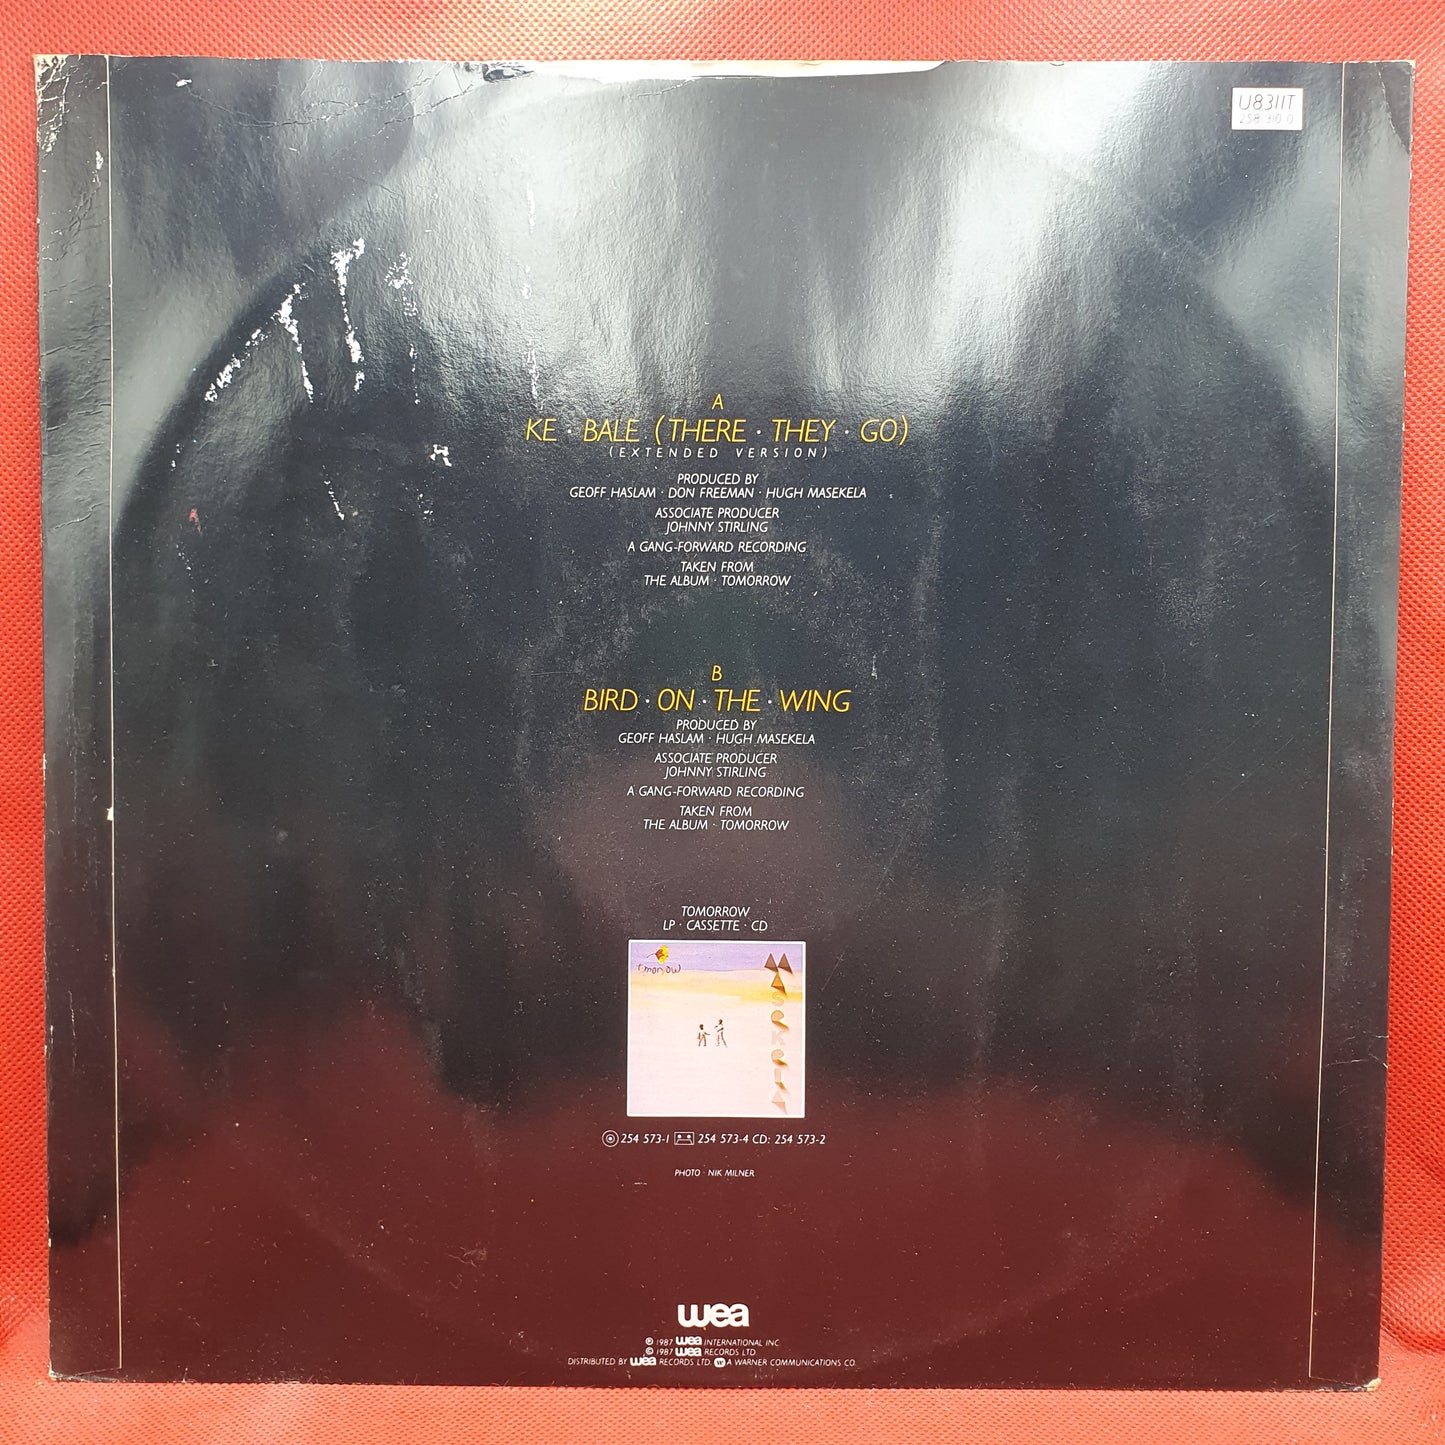 U8311T
258 310 0
A
KE · BALE (THERE · THEY · GO)
(EXTENDED VERSION)
PRODUCED BY
GEOFF HASLAM · DON FREEMAN · HUGH MASEKELA
ASSOCIATE PRODUCER
JOHNNY STIRLING
A GANG-FORWARD RECORDING
TAKEN FROM
THE ALBUM · TOMORROW
B
BIRD · ON · THE · WING
PRODUCED BY
GEOFF HASLAM · HUGH MASEKELA
ASSOCIATE PRODUCER
JOHNNY STIRLING
A GANG-FORWARD RECORDING
TAKEN FROM
THE ALBUM · TOMORROW
TOMORROW
LP · CASSETTE · CD
tomorrow
MASEKELA
254 573-1 254 573-4 CD: 254 573-2
PHOTO · NIK MILNER
wea
℗ 1987 wea INTERNATIONAL INC.
© 1987 wea RECORDS LTD
DISTRIBUTED BY wea RECORDS LTD. A WARNER COMMUNICATIONS CO.